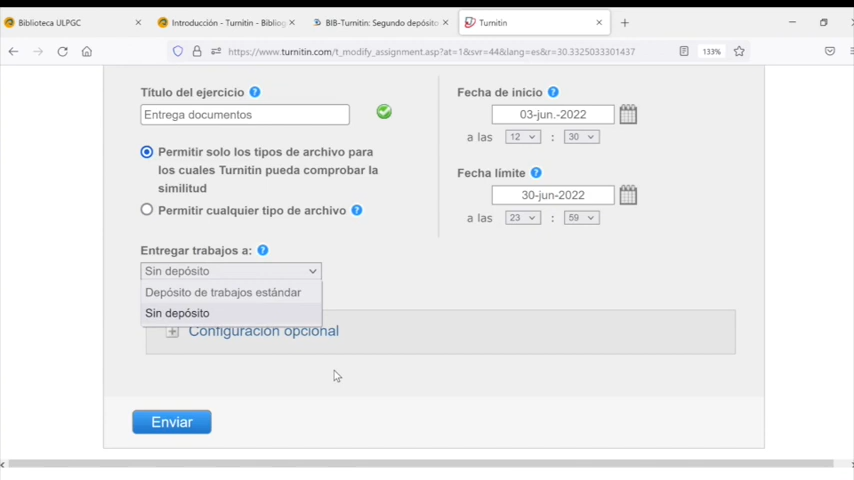 Biblioteca ULPGC
Introducción - Turnitin - Bibliog
BIB-Turnitin: Segundo depósito
Turnitin
https://www.turnitin.com/t_modify_assignment.asp?at=1&svr=44&lang=es&r=30.3325033301437
133%
Título del ejercicio ?
Entrega documentos
Permitir solo los tipos de archivo para
los cuales Turnitin pueda comprobar la
similitud
Permitir cualquier tipo de archivo ?
Fecha de inicio ?
03-jun.-2022
a las 12 : 30
Fecha límite ?
30-jun-2022
a las 23 : 59
Entregar trabajos a: ?
Sin depósito
Depósito de trabajos estándar
Sin depósito
Configuración opcional
Enviar